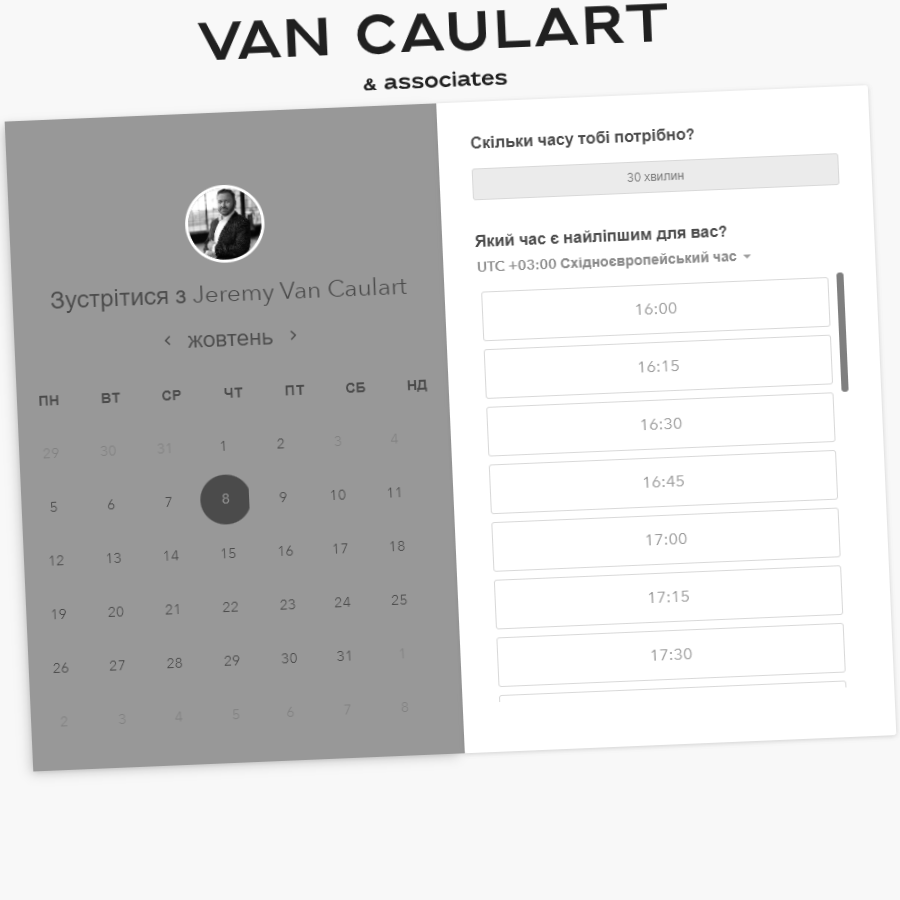 VAN CAULART
& associates
Зустрітися з Jeremy Van Caulart
‹ жовтень ›
ПН ВТ СР ЧТ ПТ СБ НД
29 30 31 1 2 3 4
5 6 7 8 9 10 11
12 13 14 15 16 17 18
19 20 21 22 23 24 25
26 27 28 29 30 31 1
2 3 4 5 6 7 8
Скільки часу тобі потрібно?
30 хвилин
Який час є найліпшим для вас?
UTC +03:00 Східноєвропейський час
16:00
16:15
16:30
16:45
17:00
17:15
17:30